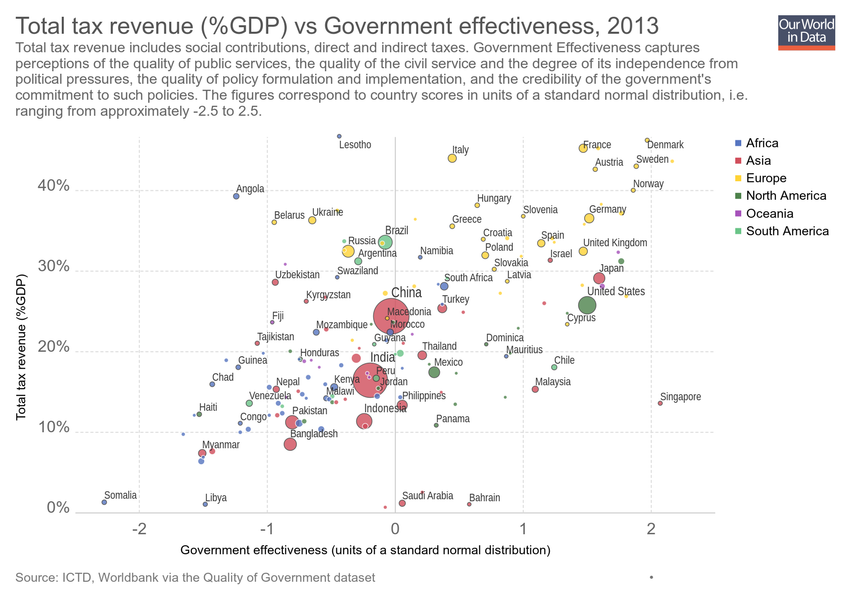 Total tax revenue (%GDP) vs Government effectiveness, 2013
Our World
in Data
Total tax revenue includes social contributions, direct and indirect taxes. Government Effectiveness captures
perceptions of the quality of public services, the quality of the civil service and the degree of its independence from
political pressures, the quality of policy formulation and implementation, and the credibility of the government's
commitment to such policies. The figures correspond to country scores in units of a standard normal distribution, i.e.
ranging from approximately -2.5 to 2.5.
Africa
Asia
Europe
North America
Oceania
South America
Total tax revenue (%GDP)
40%
30%
20%
10%
0%
Lesotho
Italy
France
Denmark
Austria
Sweden
Norway
Angola
Hungary
Belarus
Ukraine
Slovenia
Germany
Greece
Brazil
Croatia
Spain
Russia
Argentina
Namibia
Poland
Israel
United Kingdom
Slovakia
Uzbekistan
Swaziland
South Africa
Latvia
Japan
Kyrgyzstan
China
Turkey
United States
Fiji
Mozambique
Macedonia
Morocco
Cyprus
Tajikistan
Guyana
Dominica
Honduras
India
Thailand
Mauritius
Guinea
Mexico
Chile
Chad
Nepal
Kenya
Peru
Jordan
Malaysia
Venezuela
Malawi
Philippines
Singapore
Haiti
Congo
Pakistan
Indonesia
Panama
Myanmar
Bangladesh
Somalia
Libya
Saudi Arabia
Bahrain
-2
-1
0
1
2
Government effectiveness (units of a standard normal distribution)
Source: ICTD, Worldbank via the Quality of Government dataset